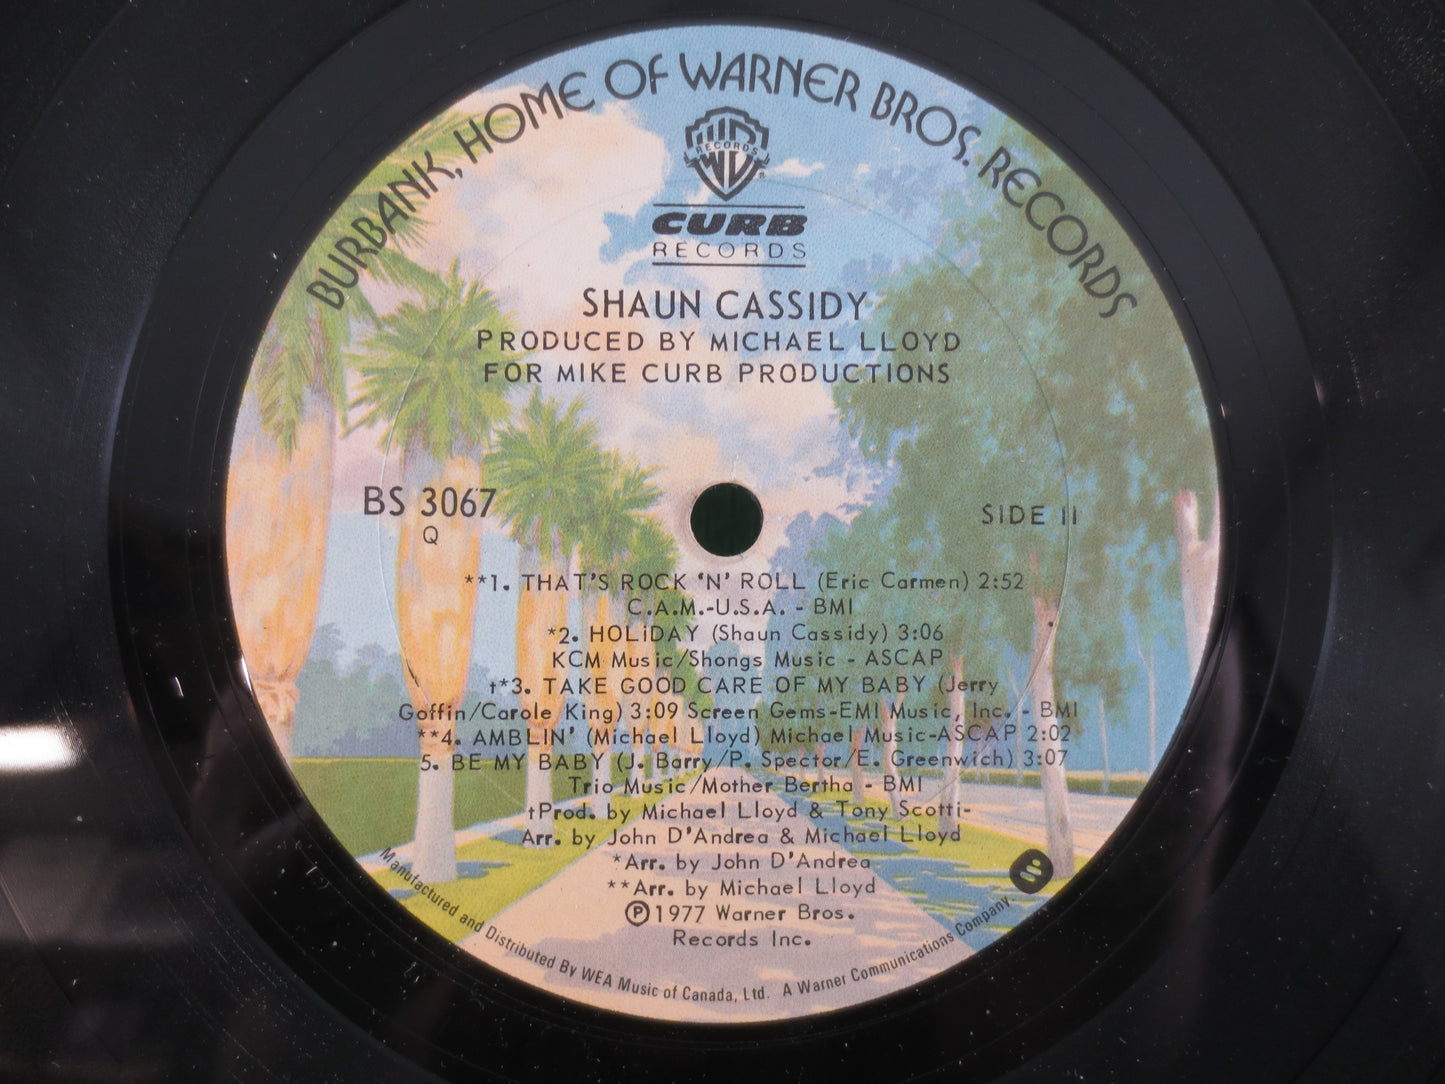 BURBANK, HOME OF WARNER BROS. RECORDS
RECORDS
CURB
RECORDS
SHAUN CASSIDY
PRODUCED BY MICHAEL LLOYD
FOR MIKE CURB PRODUCTIONS
BS 3067
Q
SIDE II
**1. THAT'S ROCK 'N' ROLL (Eric Carmen) 2:52
C.A.M.-U.S.A. - BMI
*2. HOLiDAY (Shaun Cassidy) 3:06
KCM Music/Shongs Music - ASCAP
†*3. TAKE GOOD CARE OF MY BABY (Jerry
Goffin/Carole King) 3:09 Screen Gems-EMI Music, Inc. - BMI
**4. AMBLIN' (Michael Lloyd) Michael Music-ASCAP 2:02
5. BE MY BABY (J. Barry/P. Spector/E. Greenwich) 3:07
Trio Music/Mother Bertha - BMI
†Prod. by Michael Lloyd & Tony Scotti-
Arr. by John D'Andrea & Michael Lloyd
*Arr. by John D'Andrea
**Arr. by Michael Lloyd
℗1977 Warner Bros.
Records Inc.
Manufactured and Distributed By WEA Music of Canada, Ltd. A Warner Communications Company.